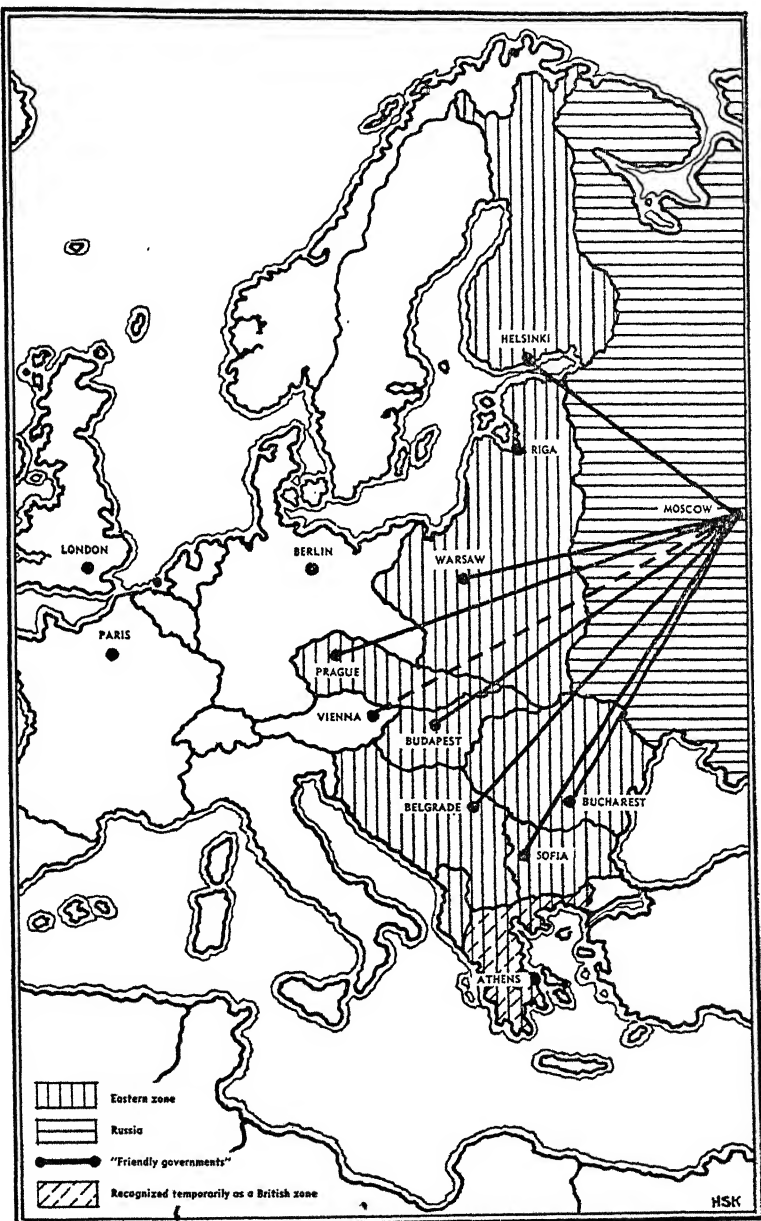 HELSINKI
RIGA
MOSCOW
LONDON
BERLIN
WARSAW
PARIS
PRAGUE
VIENNA
BUDAPEST
BELGRADE
BUCHAREST
SOFIA
ATHENS
Eastern zone
Russia
"Friendly governments"
Recognized temporarily as a British zone
HSK